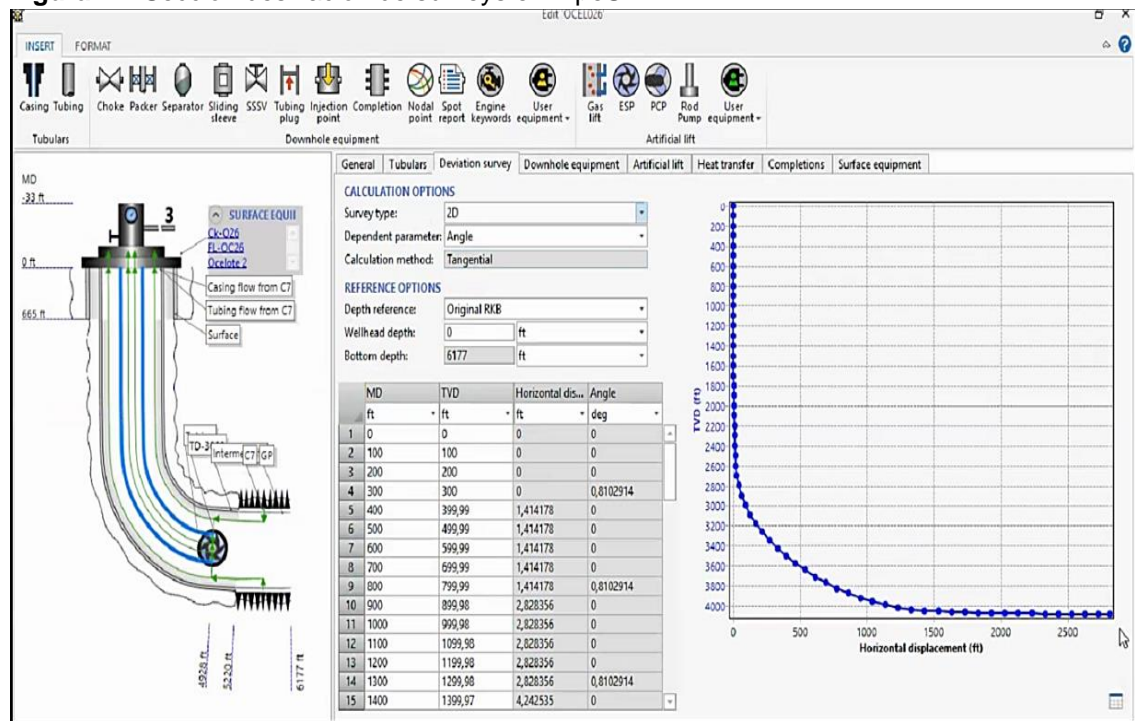 Edit 'OCEL026'
INSERT FORMAT
Casing Tubing Choke Packer Separator Sliding sleeve SSSV Tubing plug Injection point Completion Nodal point Spot report Engine keywords User equipment Gas lift ESP PCP Rod Pump User equipment
Tubulars Downhole equipment Artificial lift
General Tubulars Deviation survey Downhole equipment Artificial lift Heat transfer Completions Surface equipment
MD
-33 ft
3
SURFACE EQUII
Ck-O26
FL-OC26
Ocelote 2
0 ft
Casing flow from C7
Tubing flow from C7
665 ft
Surface
Interme C7 GP
4928 ft
5220 ft
6177 ft
CALCULATION OPTIONS
Survey type: 2D
Dependent parameter: Angle
Calculation method: Tangential
REFERENCE OPTIONS
Depth reference: Original RKB
Wellhead depth: 0 ft
Bottom depth: 6177 ft
MD TVD Horizontal dis... Angle
ft ft ft deg
1 0 0 0 0
2 100 100 0 0
3 200 200 0 0
4 300 300 0 0,8102914
5 400 399,99 1,414178 0
6 500 499,99 1,414178 0
7 600 599,99 1,414178 0
8 700 699,99 1,414178 0
9 800 799,99 1,414178 0,8102914
10 900 899,98 2,828356 0
11 1000 999,98 2,828356 0
12 1100 1099,98 2,828356 0
13 1200 1199,98 2,828356 0
14 1300 1299,98 2,828356 0,8102914
15 1400 1399,97 4,242535 0
TVD (ft)
0
200
400
600
800
1000
1200
1400
1600
1800
2000
2200
2400
2600
2800
3000
3200
3400
3600
3800
4000
0 500 1000 1500 2000 2500
Horizontal displacement (ft)